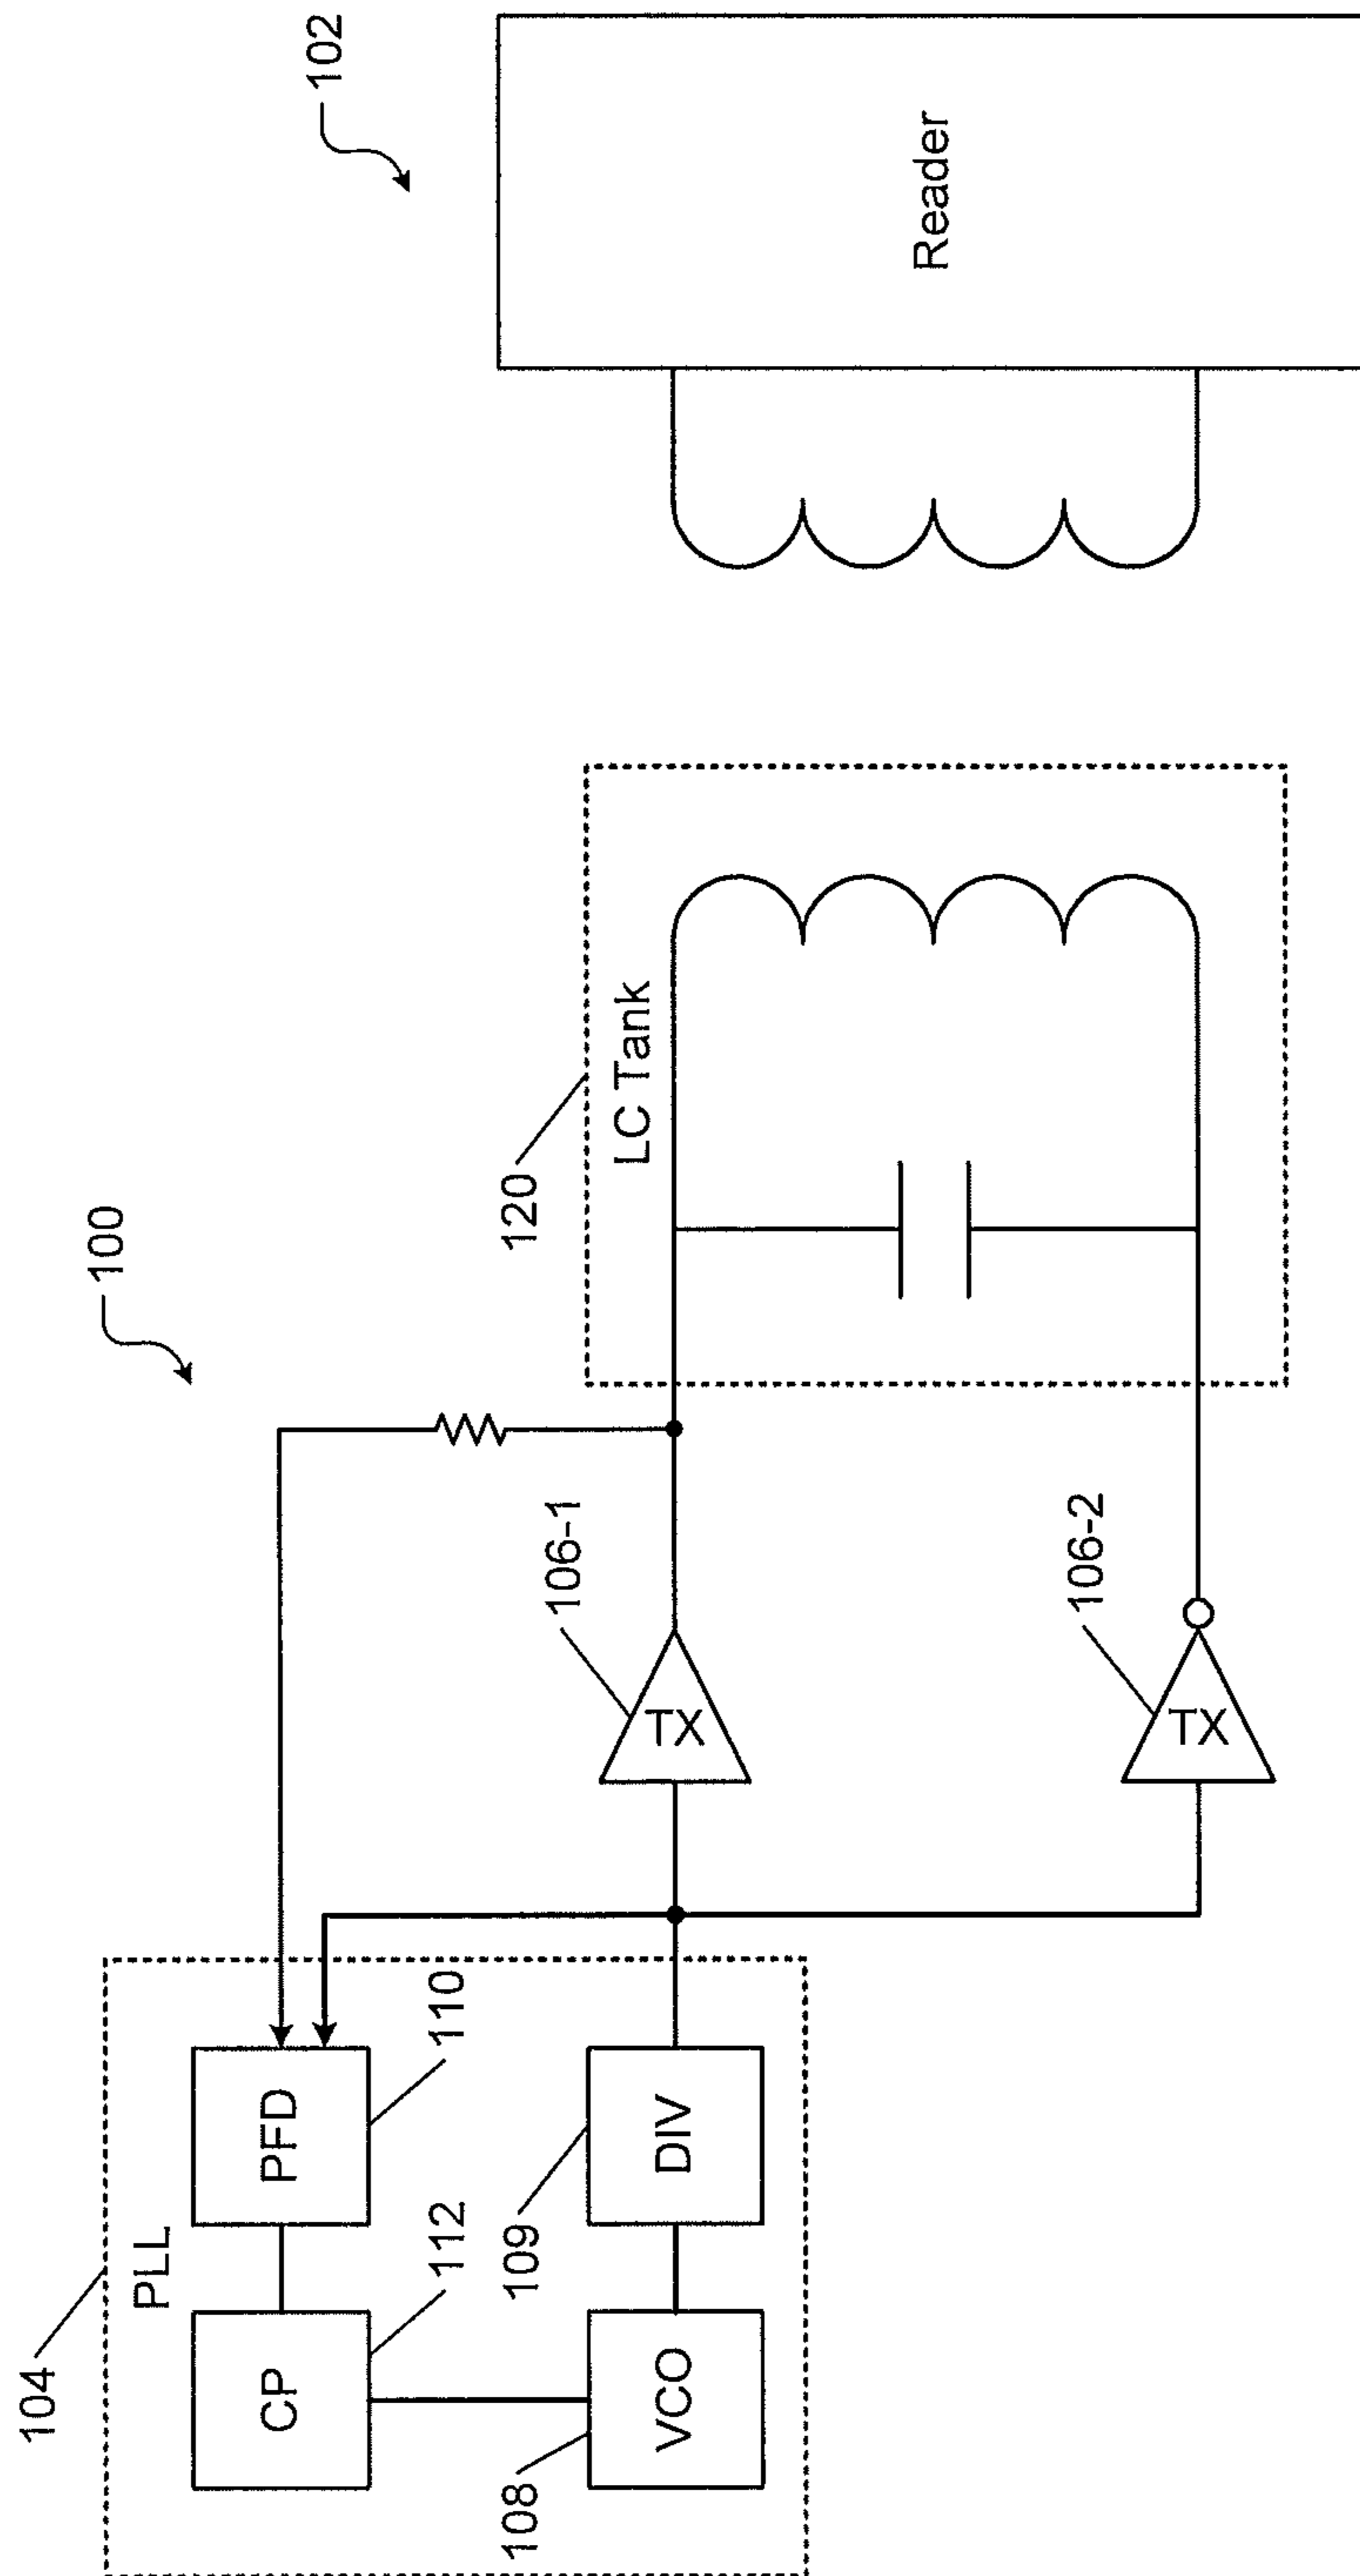 100
102
104
PLL
CP
112
PFD
110
VCO
108
DIV
109
TX
106-1
TX
106-2
120
LC Tank
Reader